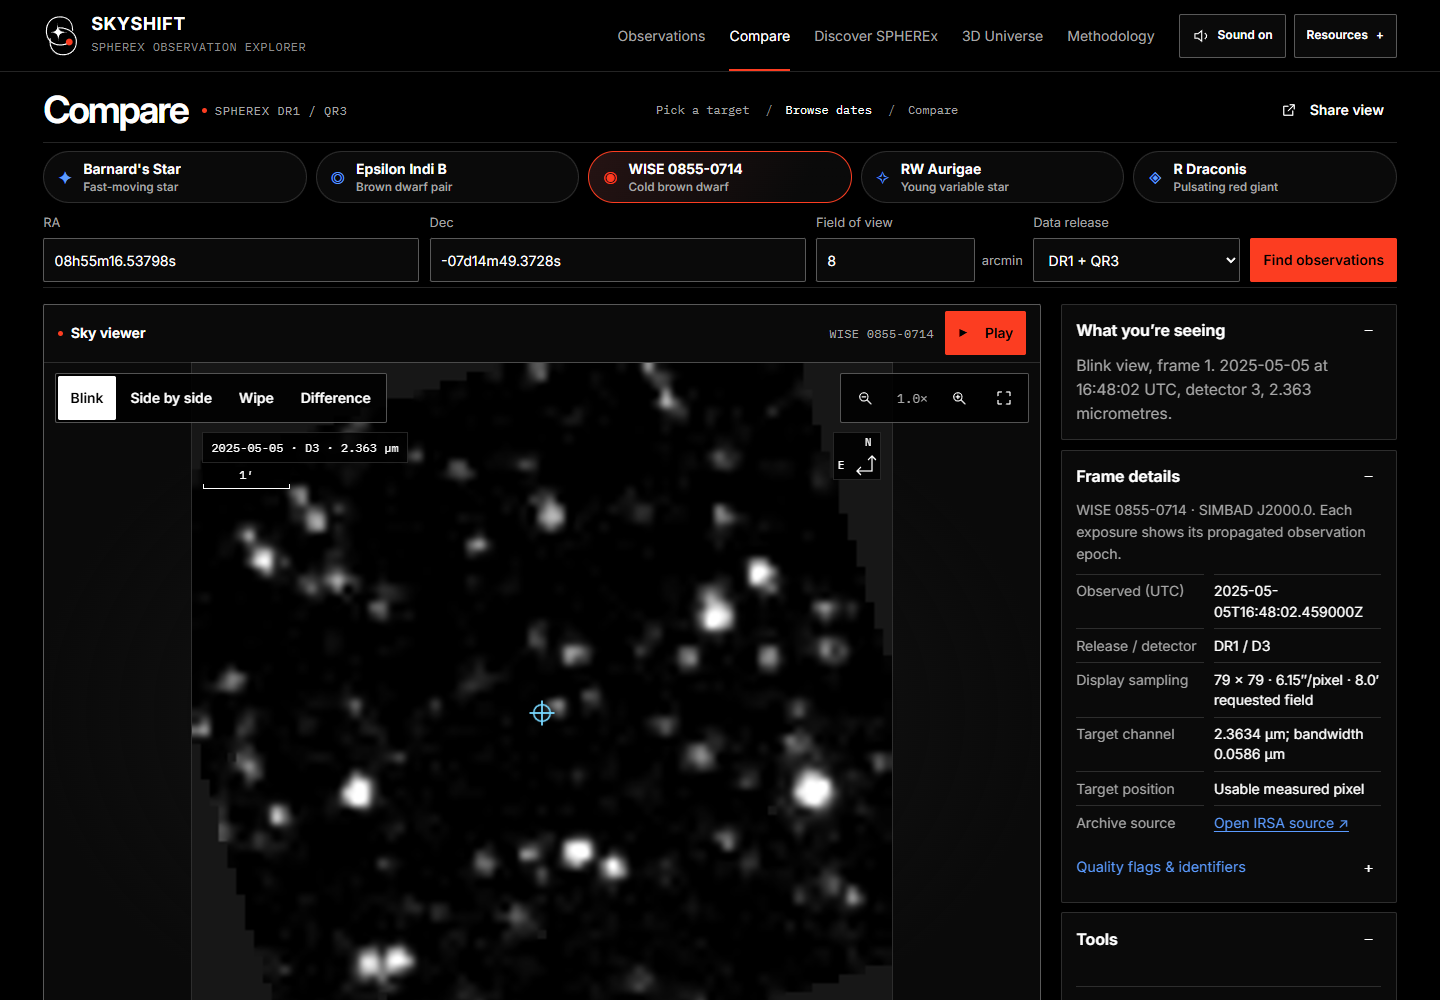 SKYSHIFT
SPHEREX OBSERVATION EXPLORER
Observations
Compare
Discover SPHEREx
3D Universe
Methodology
Sound on
Resources +
Compare
SPHEREX DR1 / QR3
Pick a target / Browse dates / Compare
Share view
Barnard's Star
Fast-moving star
Epsilon Indi B
Brown dwarf pair
WISE 0855-0714
Cold brown dwarf
RW Aurigae
Young variable star
R Draconis
Pulsating red giant
RA
08h55m16.53798s
Dec
-07d14m49.3728s
Field of view
8
arcmin
Data release
DR1 + QR3
Find observations
Sky viewer
WISE 0855-0714
Play
Blink
Side by side
Wipe
Difference
1.0×
2025-05-05 · D3 · 2.363 μm
1′
N
E
What you’re seeing
Blink view, frame 1. 2025-05-05 at
16:48:02 UTC, detector 3, 2.363
micrometres.
Frame details
WISE 0855-0714 · SIMBAD J2000.0. Each
exposure shows its propagated observation
epoch.
Observed (UTC)
2025-05-
05T16:48:02.459000Z
Release / detector
DR1 / D3
Display sampling
79 × 79 · 6.15″/pixel · 8.0′
requested field
Target channel
2.3634 μm; bandwidth
0.0586 μm
Target position
Usable measured pixel
Archive source
Open IRSA source ↗
Quality flags & identifiers +
Tools